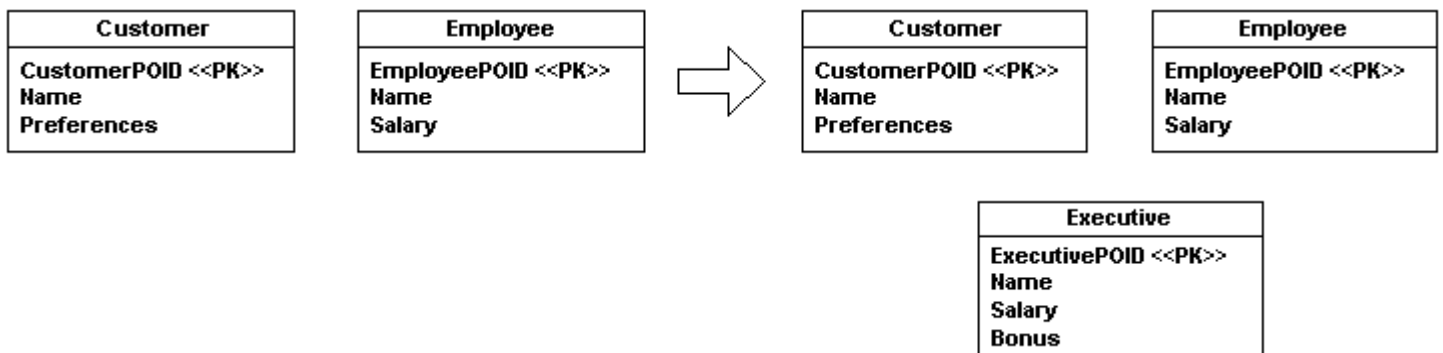 Customer
CustomerPOID <<PK>>
Name
Preferences
Employee
EmployeePOID <<PK>>
Name
Salary
Customer
CustomerPOID <<PK>>
Name
Preferences
Employee
EmployeePOID <<PK>>
Name
Salary
Executive
ExecutivePOID <<PK>>
Name
Salary
Bonus